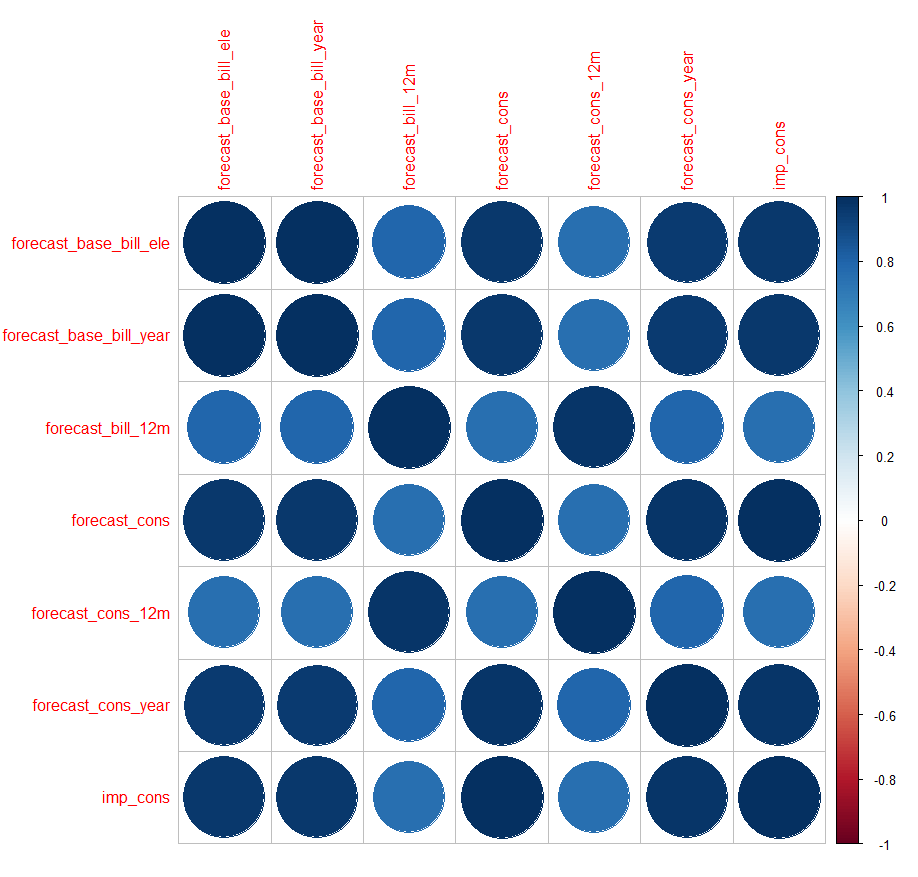 forecast_base_bill_ele
forecast_base_bill_year
forecast_bill_12m
forecast_cons
forecast_cons_12m
forecast_cons_year
imp_cons
forecast_base_bill_ele
forecast_base_bill_year
forecast_bill_12m
forecast_cons
forecast_cons_12m
forecast_cons_year
imp_cons
1
0.8
0.6
0.4
0.2
0
-0.2
-0.4
-0.6
-0.8
-1